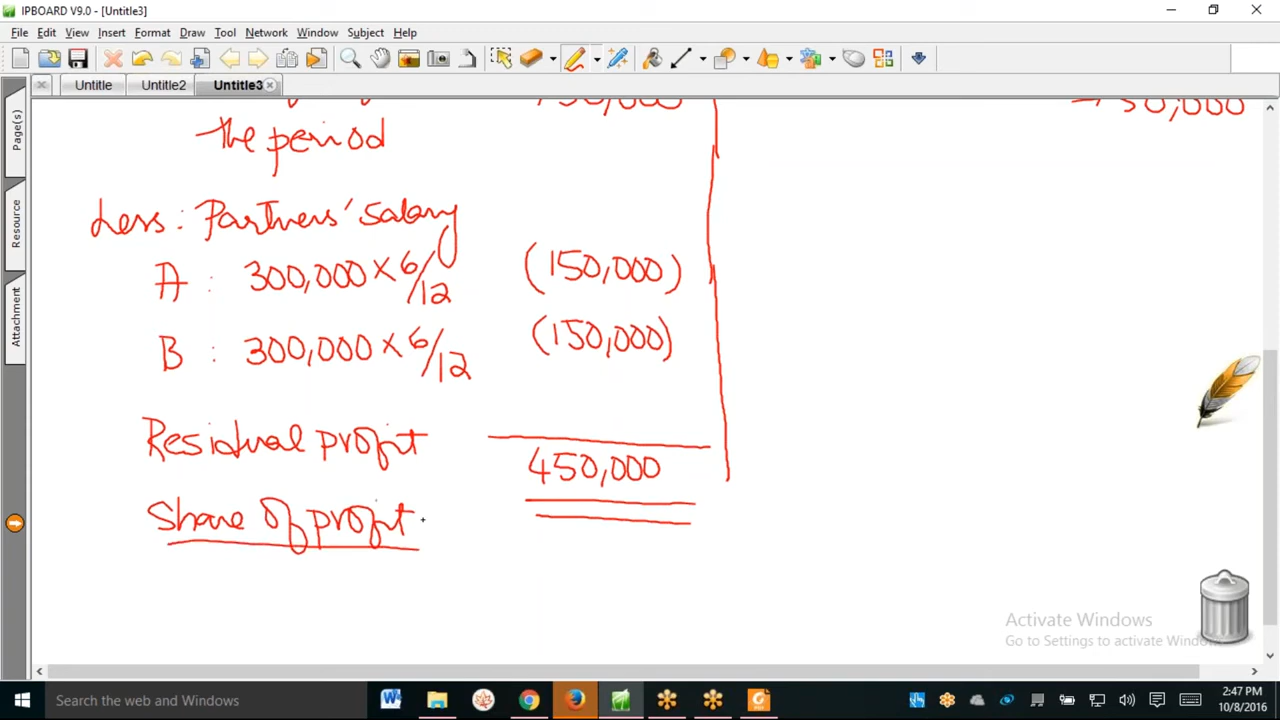 IPBOARD V9.0 - [Untitle3]
File Edit View Insert Format Draw Tool Network Window Subject Help
Untitle Untitle2 Untitle3
Page(s)
Resource
Attachment
the period
Less: Partners' salary
A : 300,000 × 6/12 (150,000)
B : 300,000 × 6/12 (150,000)
Residual profit 450,000
Share of profit
Activate Windows
Go to Settings to activate Windows
Search the web and Windows
2:47 PM
10/8/2016